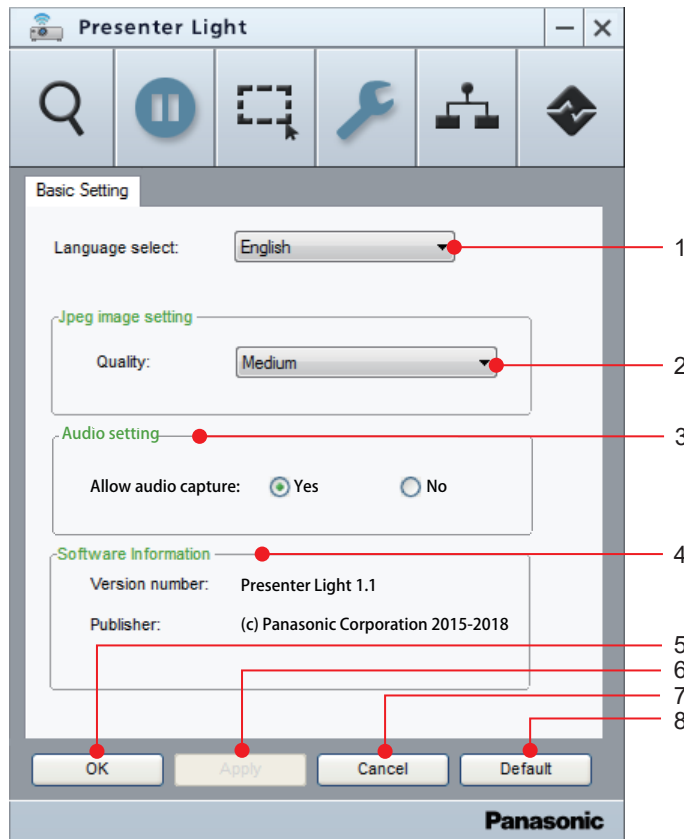 Presenter Light
Basic Setting
Language select: English 1
Jpeg image setting
Quality: Medium 2
Audio setting 3
Allow audio capture: Yes No
Software Information 4
Version number: Presenter Light 1.1
Publisher: (c) Panasonic Corporation 2015-2018
5
6
7
8
OK Apply Cancel Default
Panasonic